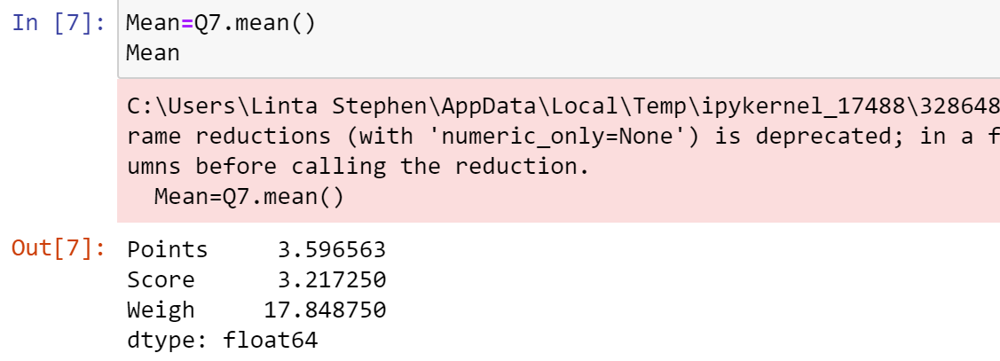 In [7]: Mean=Q7.mean()
Mean
C:\Users\Linta Stephen\AppData\Local\Temp\ipykernel_17488\328648
rame reductions (with 'numeric_only=None') is deprecated; in a f
umns before calling the reduction.
Mean=Q7.mean()
Out[7]: Points 3.596563
Score 3.217250
Weigh 17.848750
dtype: float64